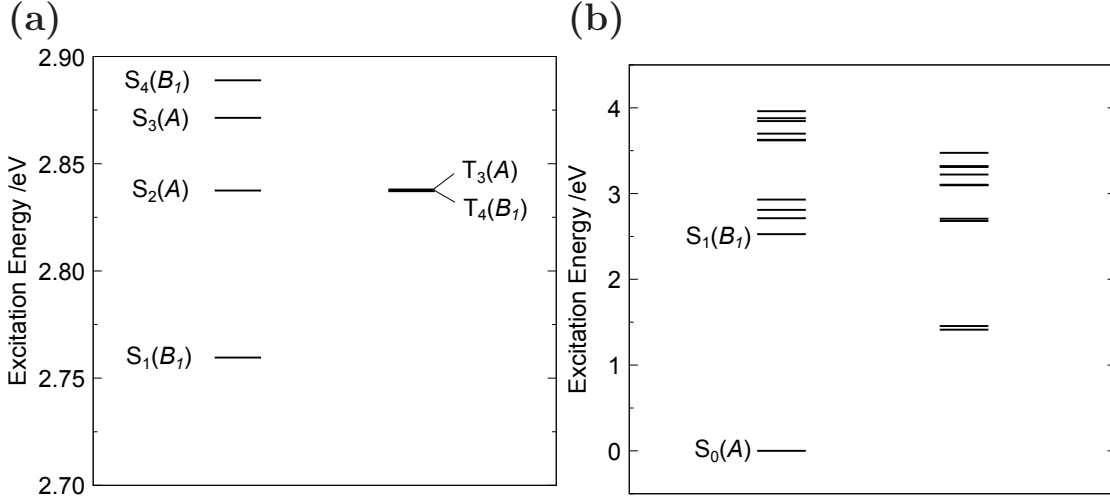 (a)
Excitation Energy /eV
2.90
2.85
2.80
2.75
2.70
S₄(B₁)
S₃(A)
S₂(A)
S₁(B₁)
T₃(A)
T₄(B₁)
(b)
Excitation Energy /eV
4
3
2
1
0
S₁(B₁)
S₀(A)